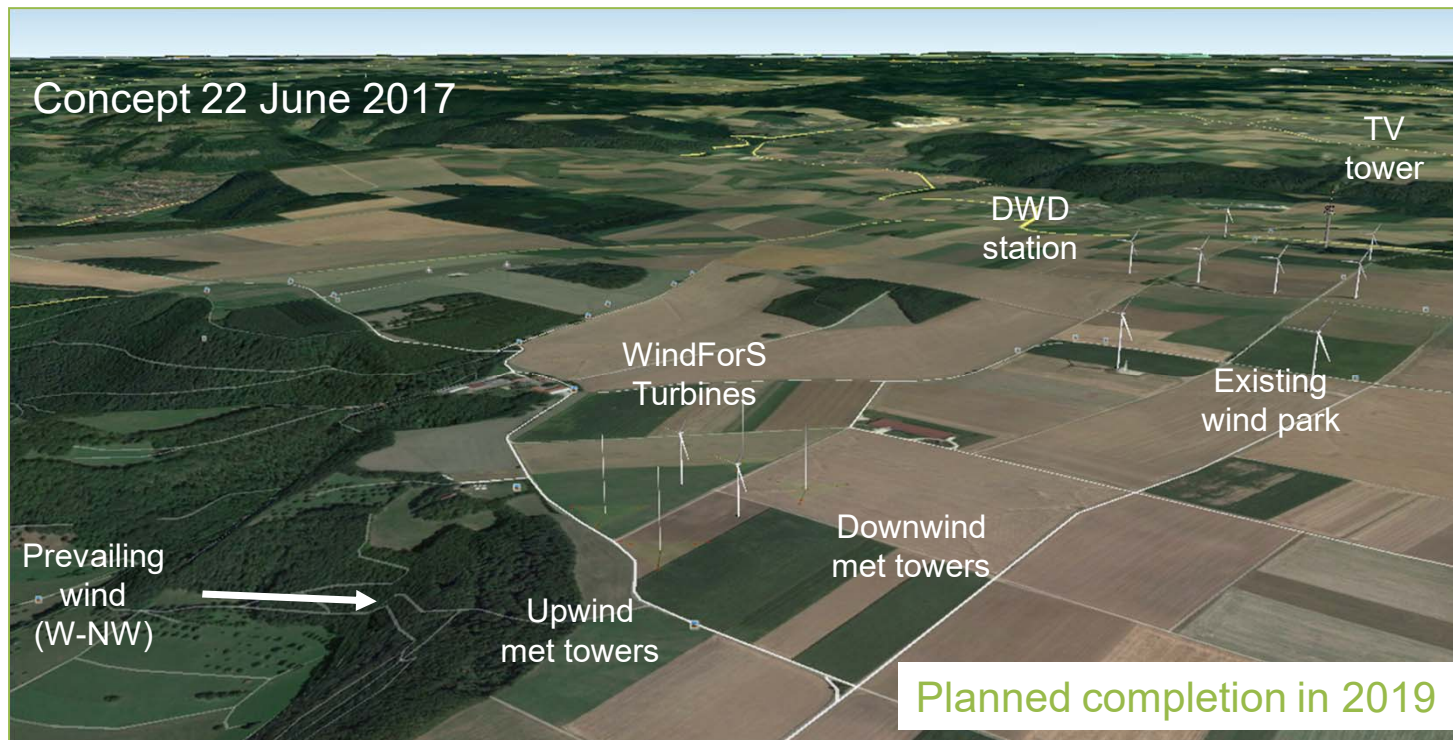 Concept 22 June 2017
TV
tower
DWD
station
WindForS
Turbines
Existing
wind park
Downwind
met towers
Prevailing
wind
(W-NW)
Upwind
met towers
Planned completion in 2019